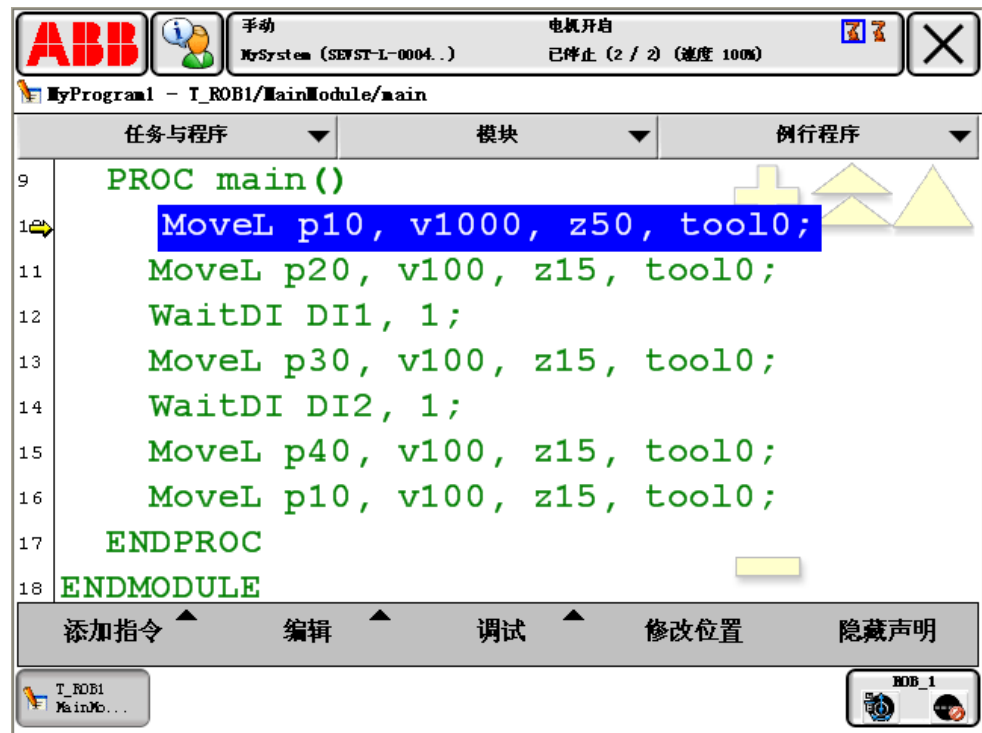 ABB
手动
电机开启
MySystem (SEVST-L-0004..)
已停止 (2 / 2) (速度 100%)
MyProgram1 - T_ROB1/MainModule/main
任务与程序
模块
例行程序
9 PROC main()
10 MoveL p10, v1000, z50, tool0;
11 MoveL p20, v100, z15, tool0;
12 WaitDI DI1, 1;
13 MoveL p30, v100, z15, tool0;
14 WaitDI DI2, 1;
15 MoveL p40, v100, z15, tool0;
16 MoveL p10, v100, z15, tool0;
17 ENDPROC
18 ENDMODULE
添加指令
编辑
调试
修改位置
隐藏声明
T_ROB1
MainMo...
ROB_1